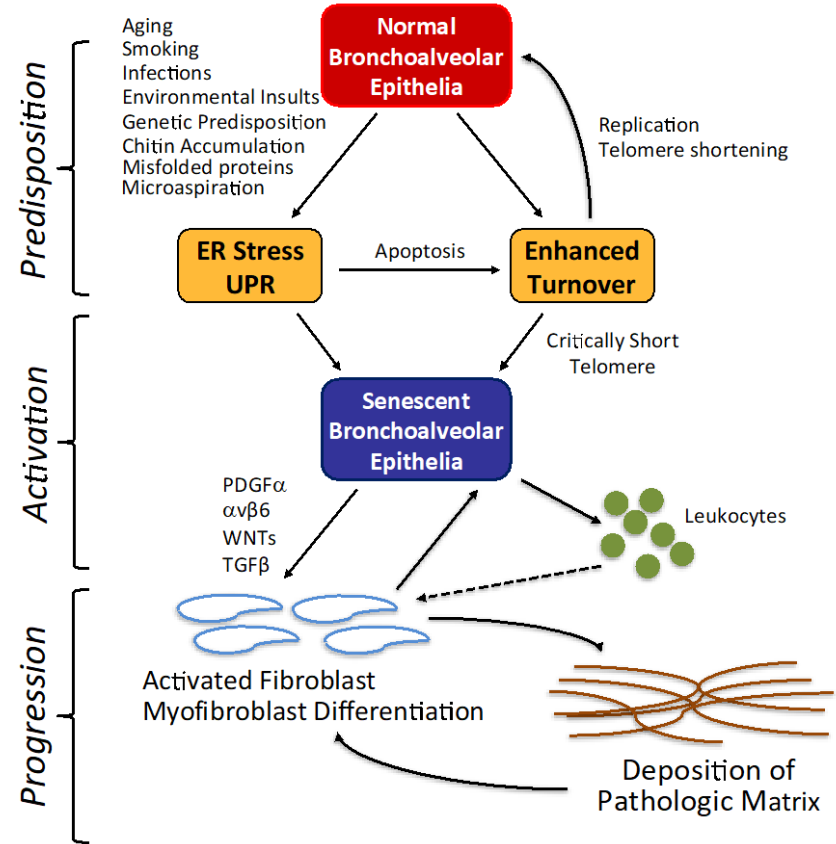 Aging
Smoking
Infections
Environmental Insults
Genetic Predisposition
Chitin Accumulation
Misfolded proteins
Microaspiration
Normal
Bronchoalveolar
Epithelia
Replication
Telomere shortening
Predisposition
ER Stress
UPR
Apoptosis
Enhanced
Turnover
Critically Short
Telomere
Activation
Senescent
Bronchoalveolar
Epithelia
PDGFα
αvβ6
WNTs
TGFβ
Leukocytes
Progression
Activated Fibroblast
Myofibroblast Differentiation
Deposition of
Pathologic Matrix